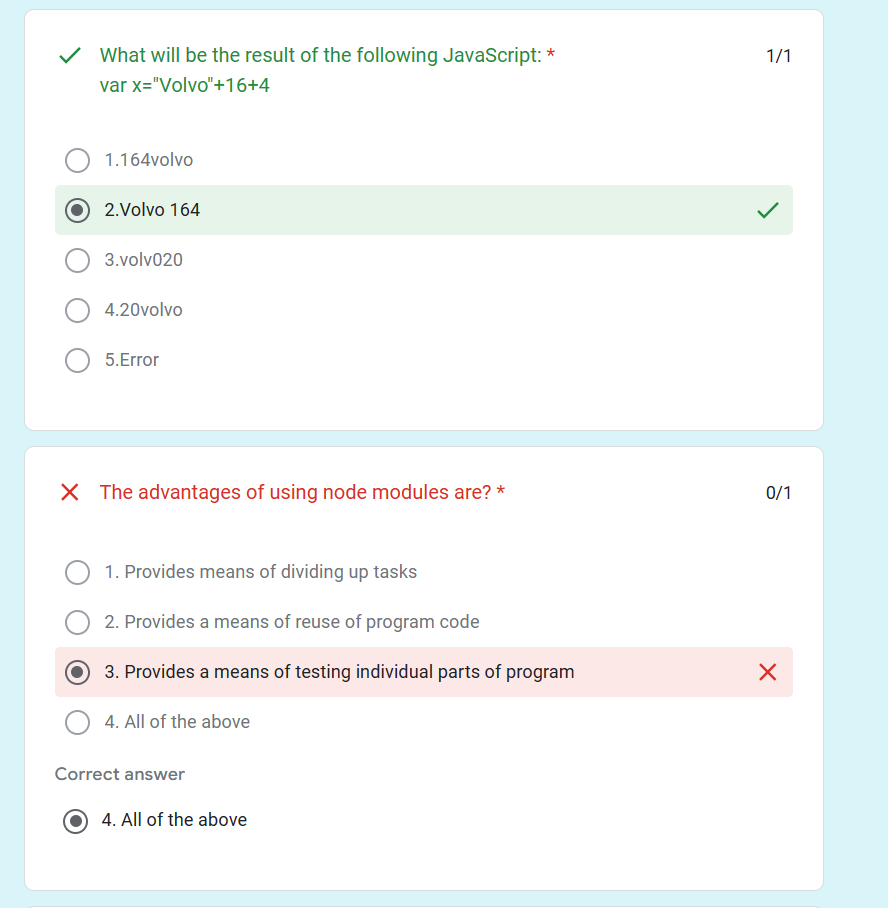 What will be the result of the following JavaScript: * 1/1
var x="Volvo"+16+4
1.164volvo
2.Volvo 164
3.volv020
4.20volvo
5.Error
The advantages of using node modules are? * 0/1
1. Provides means of dividing up tasks
2. Provides a means of reuse of program code
3. Provides a means of testing individual parts of program
4. All of the above
Correct answer
4. All of the above